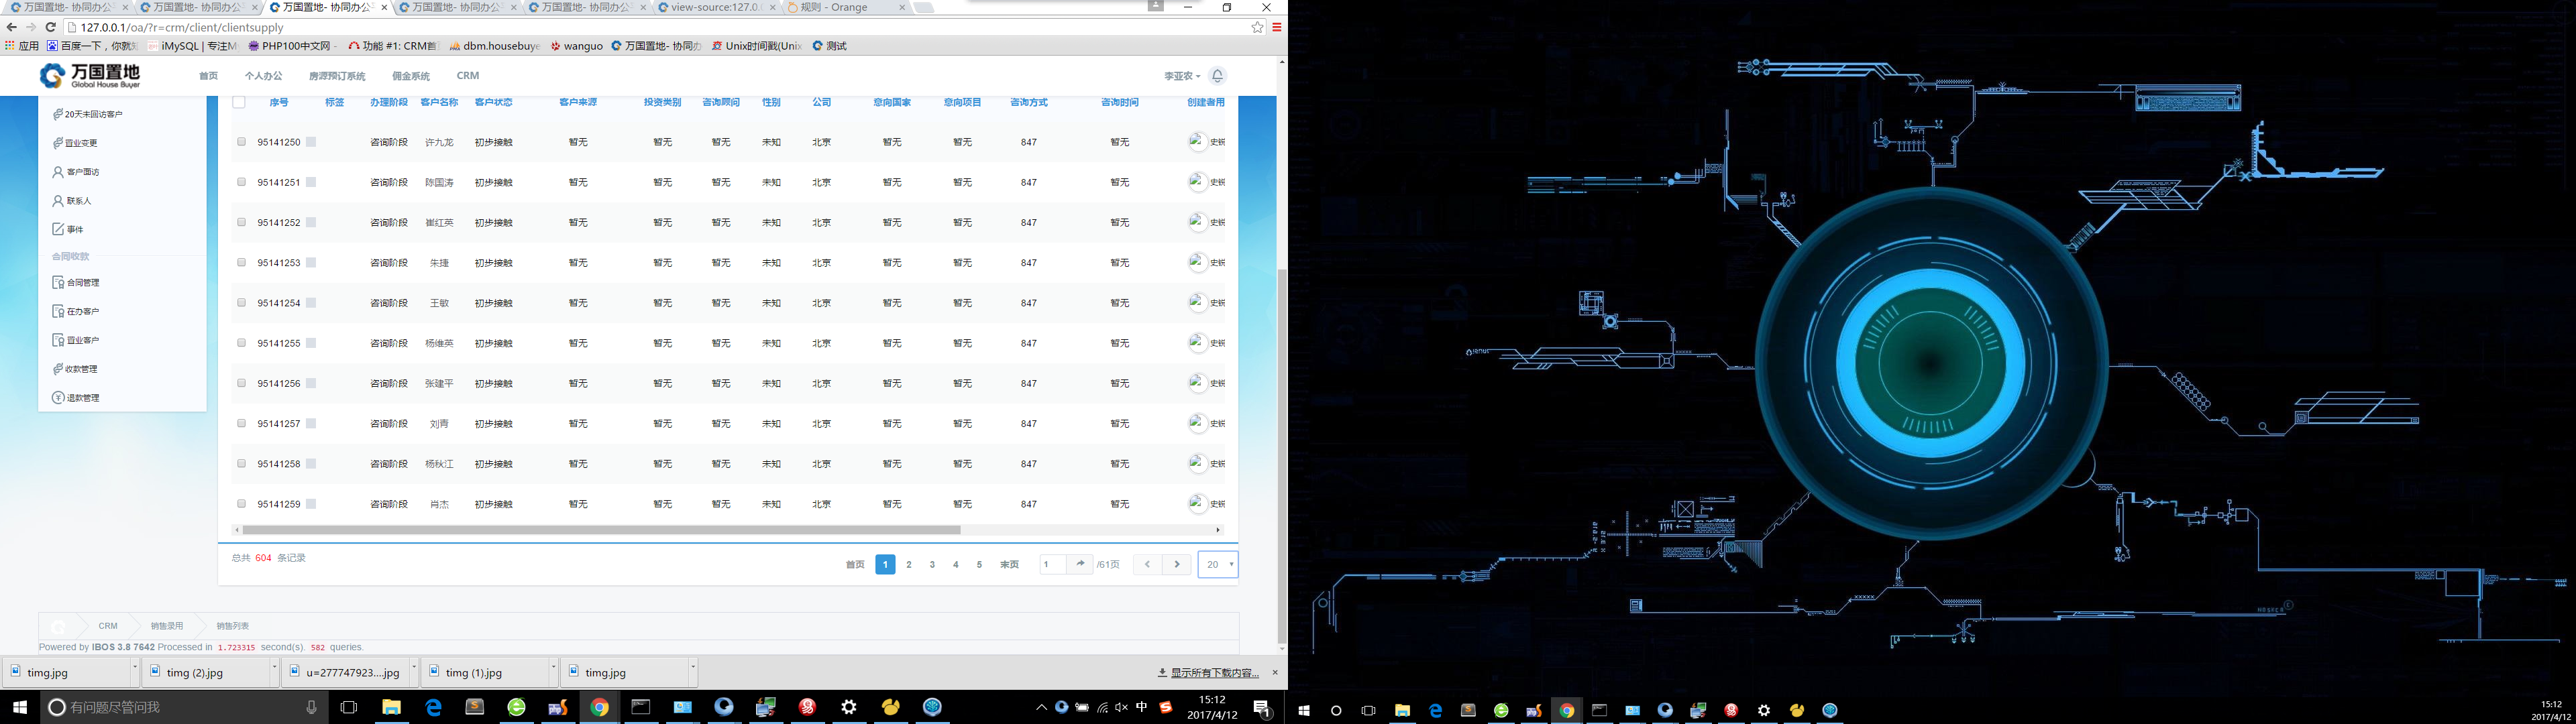 万国置地- 协同办公 万国置地- 协同办公 万国置地- 协同办公 万国置地- 协同办公 万国置地- 协同办公 view-source:127.0. 规则 - Orange
127.0.0.1/oa/?r=crm/client/clientsupply
应用 百度一下，你就 iMySQL | 专注M PHP100中文网 - 功能 #1: CRM首 dbm.housebuye wanguo 万国置地- 协同办 Unix时间戳(Unix 测试
万国置地 Global House Buyer 首页 个人办公 房源预订系统 佣金系统 CRM 李亚农
20天未回访客户
置业变更
客户面访
联系人
事件
合同收款
合同管理
在办客户
置业客户
收款管理
退款管理
序号 标签 办理阶段 客户名称 客户状态 客户来源 投资类别 咨询顾问 性别 公司 意向国家 意向项目 咨询方式 咨询时间 创建者用
95141250 咨询阶段 许九龙 初步接触 暂无 暂无 暂无 未知 北京 暂无 暂无 847 暂无 史锐
95141251 咨询阶段 陈国涛 初步接触 暂无 暂无 暂无 未知 北京 暂无 暂无 847 暂无 史锐
95141252 咨询阶段 崔红英 初步接触 暂无 暂无 暂无 未知 北京 暂无 暂无 847 暂无 史锐
95141253 咨询阶段 朱捷 初步接触 暂无 暂无 暂无 未知 北京 暂无 暂无 847 暂无 史锐
95141254 咨询阶段 王敏 初步接触 暂无 暂无 暂无 未知 北京 暂无 暂无 847 暂无 史锐
95141255 咨询阶段 杨维英 初步接触 暂无 暂无 暂无 未知 北京 暂无 暂无 847 暂无 史锐
95141256 咨询阶段 张建平 初步接触 暂无 暂无 暂无 未知 北京 暂无 暂无 847 暂无 史锐
95141257 咨询阶段 刘青 初步接触 暂无 暂无 暂无 未知 北京 暂无 暂无 847 暂无 史锐
95141258 咨询阶段 杨秋江 初步接触 暂无 暂无 暂无 未知 北京 暂无 暂无 847 暂无 史锐
95141259 咨询阶段 肖杰 初步接触 暂无 暂无 暂无 未知 北京 暂无 暂无 847 暂无 史锐
总共 604 条记录 首页 1 2 3 4 5 末页 1 /61页 20
CRM 销售录用 销售列表
Powered by IBOS 3.8 7642 Processed in 1.723315 second(s). 582 queries.
timg.jpg timg (2).jpg u=277747923....jpg timg (1).jpg timg.jpg 显示所有下载内容...
有问题尽管问我 中 15:12 2017/4/12 1
15:12 2017/4/12